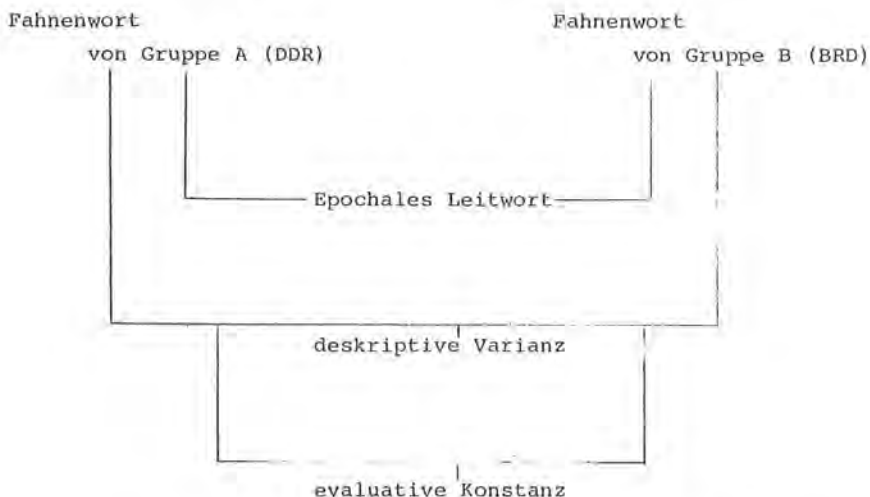 Fahnenwort
von Gruppe A (DDR)
Fahnenwort
von Gruppe B (BRD)
Epochales Leitwort
deskriptive Varianz
evaluative Konstanz